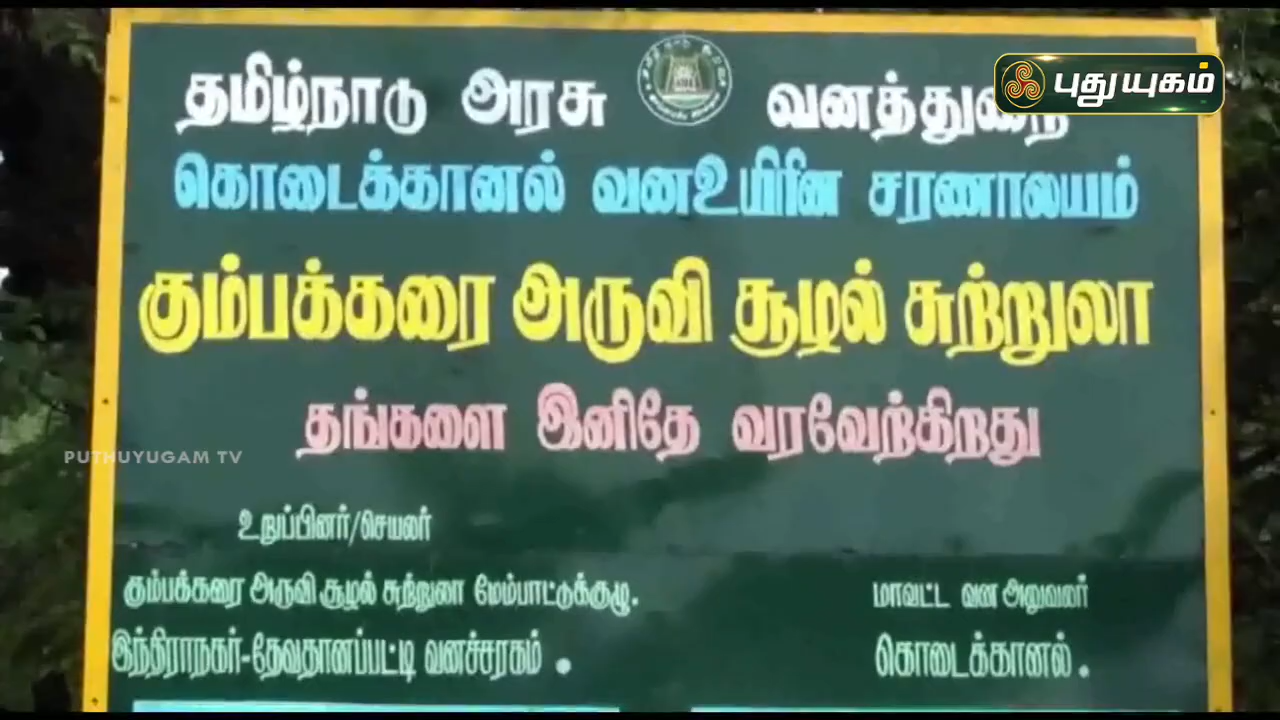 புதுயுகம்
தமிழ்நாடு அரசு வனத்துறை
கொடைக்கானல் வனஉயிரின சரணாலயம்
கும்பக்கரை அருவி சூழல் சுற்றுலா
தங்களை இனிதே வரவேற்கிறது
PUTHUYUGAM TV
உறுப்பினர்/செயலர்
கும்பக்கரை அருவி சூழல் சுற்றுலா மேம்பாட்டுக்குழு.
இந்திராநகர்-தேவதானப்பட்டி வனச்சரகம் .
மாவட்ட வன அலுவலர்
கொடைக்கானல்.